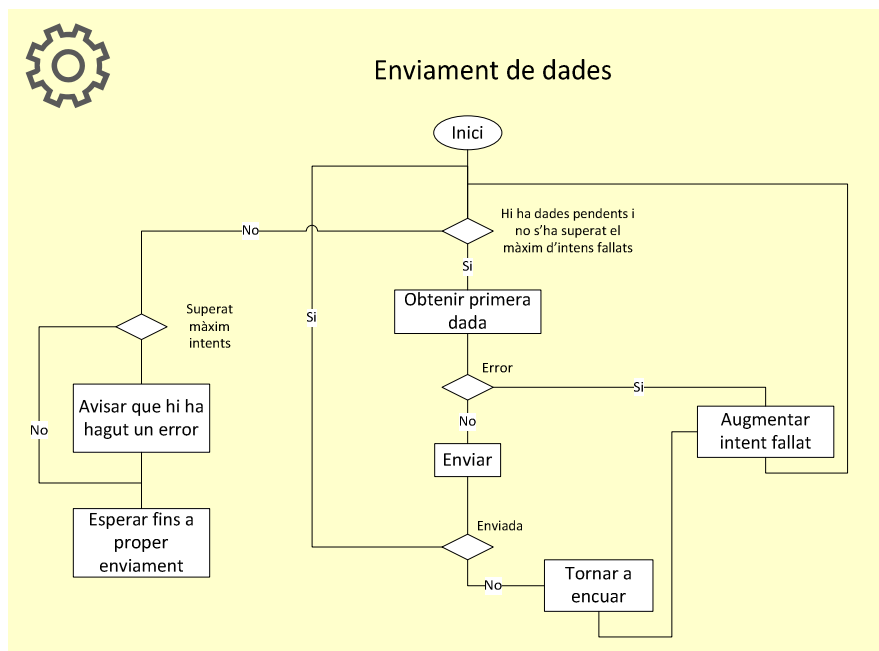 Enviament de dades
Inici
Hi ha dades pendents i
no s'ha superat el
màxim d'intens fallats
No
Si
Obtenir primera
dada
Superat
màxim
intents
Si
Error
Si
No
Avisar que hi ha
hagut un error
No
Augmentar
intent fallat
Enviar
Esperar fins a
proper
enviament
Enviada
No
Tornar a
encuar